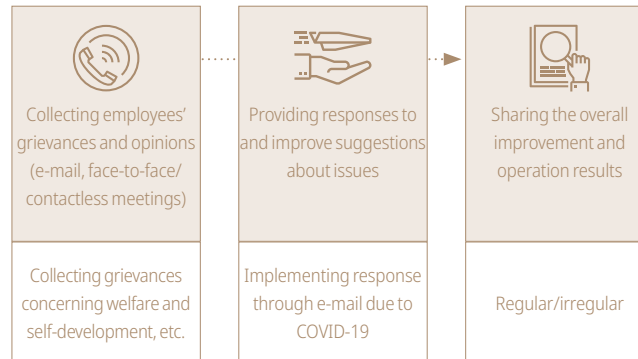 Collecting employees'
grievances and opinions
(e-mail, face-to-face/
contactless meetings)
Providing responses to
and improve suggestions
about issues
Sharing the overall
improvement and
operation results
Collecting grievances
concerning welfare and
self-development, etc.
Implementing response
through e-mail due to
COVID-19
Regular/irregular